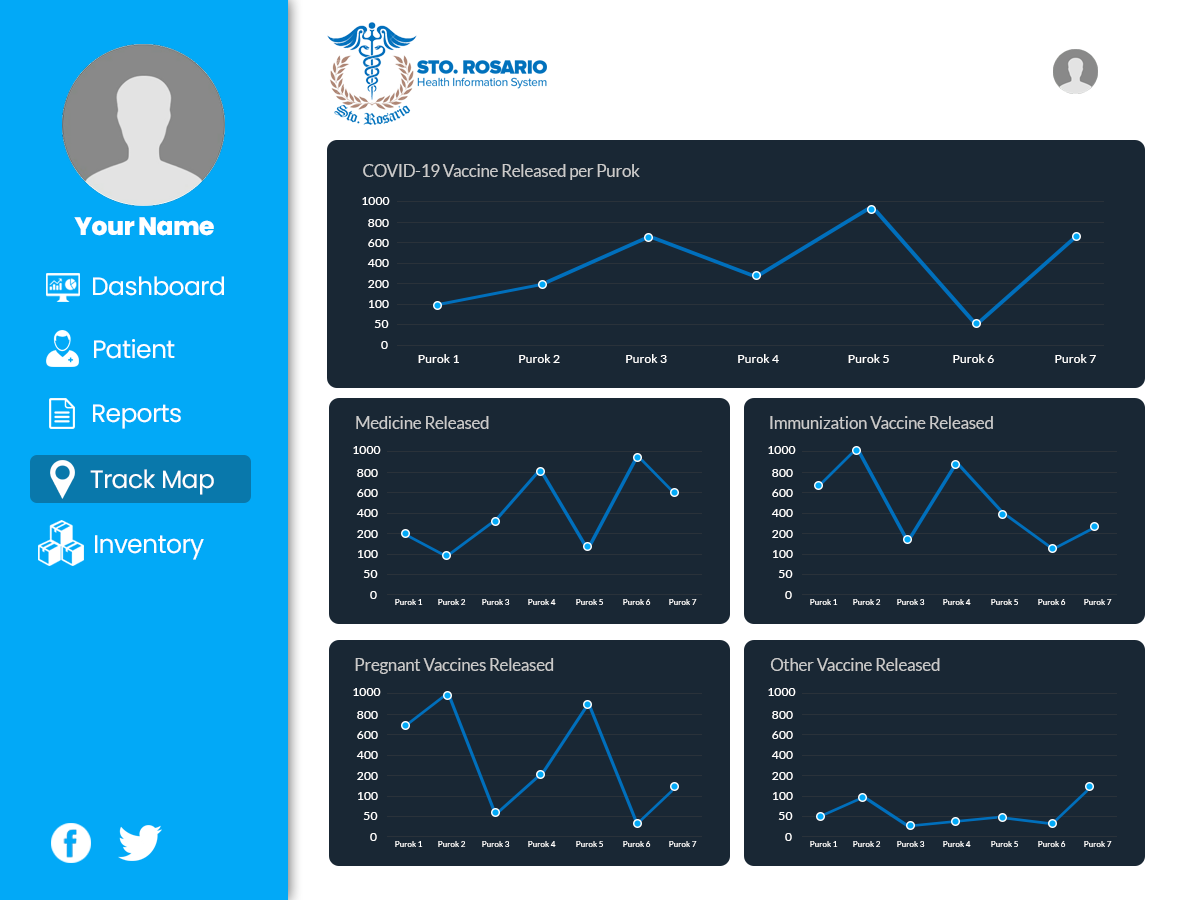 Your Name
Dashboard
Patient
Reports
Track Map
Inventory
STO. ROSARIO
Health Information System
Sto. Rosario
COVID-19 Vaccine Released per Purok
1000
800
600
400
200
100
50
0
Purok 1 Purok 2 Purok 3 Purok 4 Purok 5 Purok 6 Purok 7
Medicine Released
1000
800
600
400
200
100
50
0
Purok 1 Purok 2 Purok 3 Purok 4 Purok 5 Purok 6 Purok 7
Immunization Vaccine Released
1000
800
600
400
200
100
50
0
Purok 1 Purok 2 Purok 3 Purok 4 Purok 5 Purok 6 Purok 7
Pregnant Vaccines Released
1000
800
600
400
200
100
50
0
Purok 1 Purok 2 Purok 3 Purok 4 Purok 5 Purok 6 Purok 7
Other Vaccine Released
1000
800
600
400
200
100
50
0
Purok 1 Purok 2 Purok 3 Purok 4 Purok 5 Purok 6 Purok 7